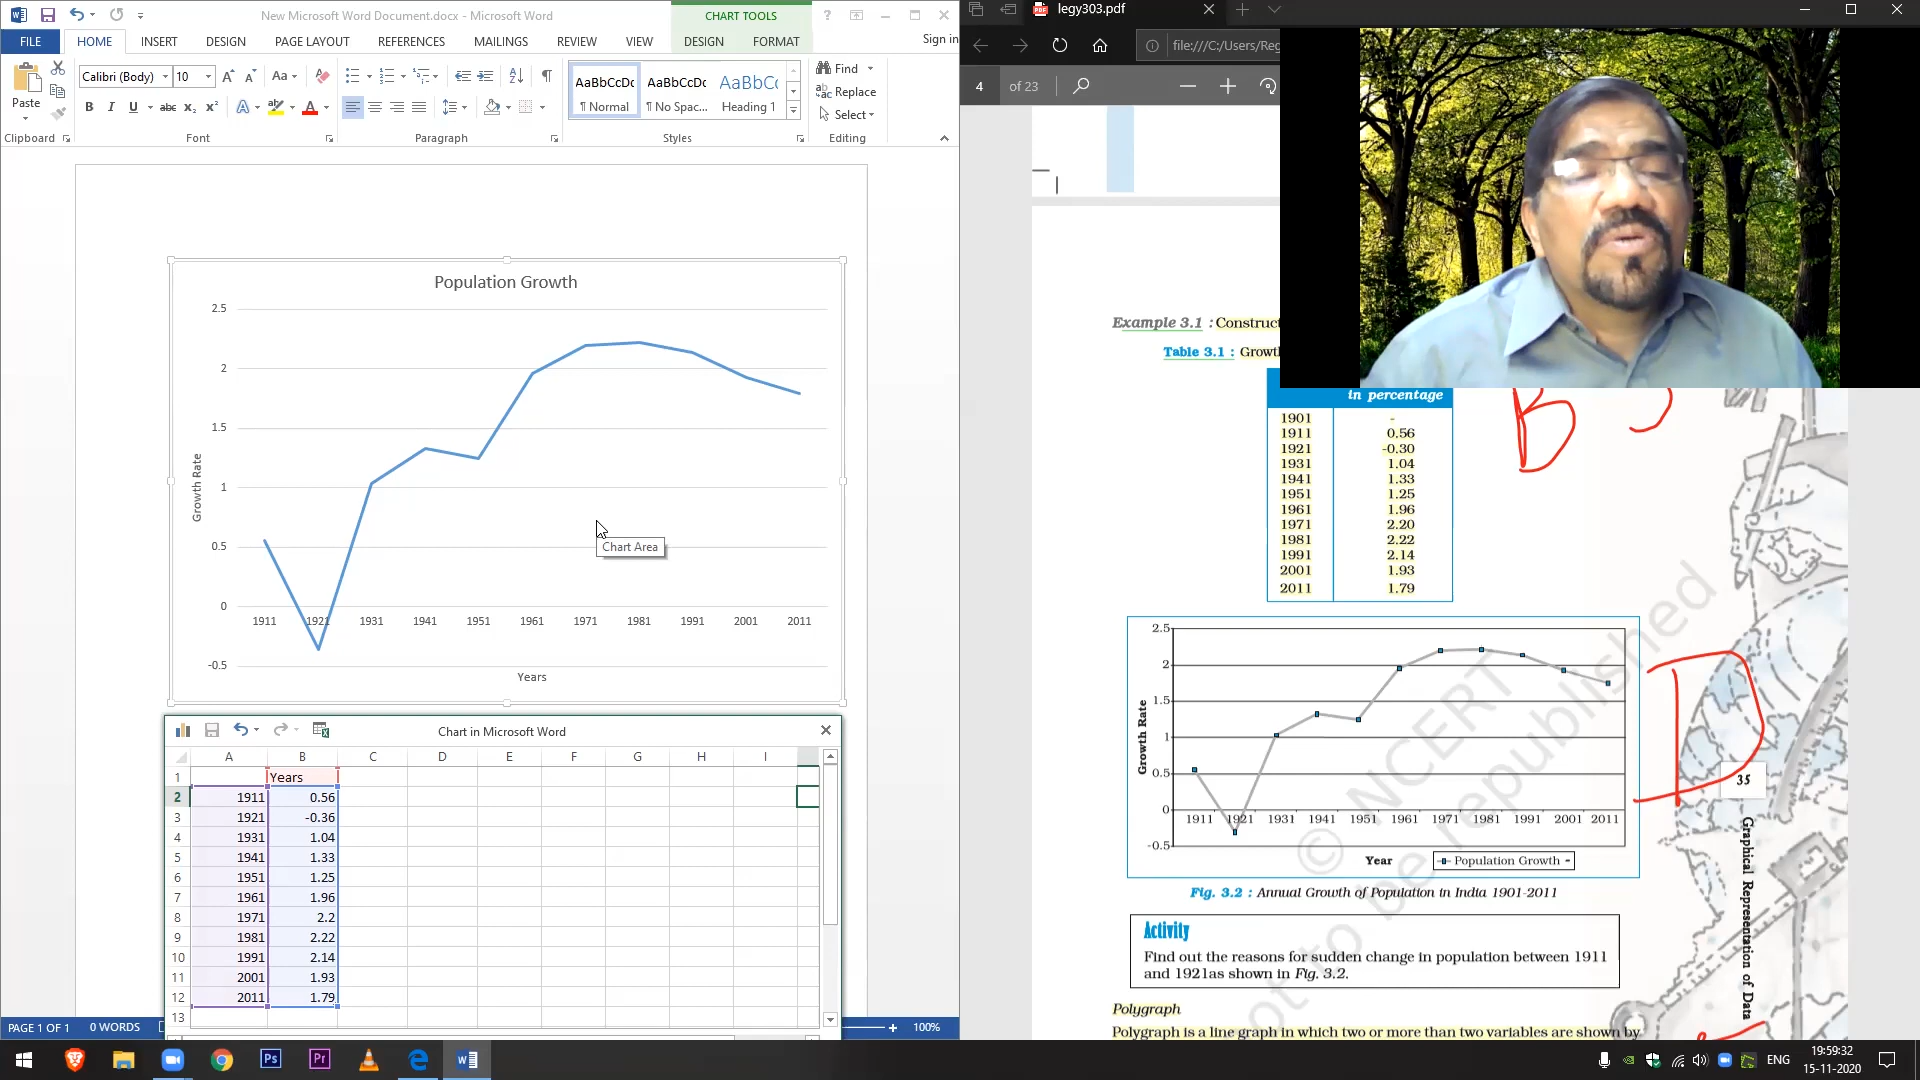 New Microsoft Word Document.docx - Microsoft Word
CHART TOOLS
FILE
HOME
INSERT
DESIGN
PAGE LAYOUT
REFERENCES
MAILINGS
REVIEW
VIEW
DESIGN
FORMAT
Sign in
Paste
Calibri (Body)
10
Aa
B I U abc x₂ x²
AaBbCcDc
¶ Normal
AaBbCcDc
¶ No Spac...
AaBbCc
Heading 1
Find
Replace
Select
Clipboard
Font
Paragraph
Styles
Editing
Population Growth
2.5
2
1.5
1
0.5
0
-0.5
Growth Rate
1911 1921 1931 1941 1951 1961 1971 1981 1991 2001 2011
Years
Chart Area
Chart in Microsoft Word
A B C D E F G H I
1 Years
2 1911 0.56
3 1921 -0.36
4 1931 1.04
5 1941 1.33
6 1951 1.25
7 1961 1.96
8 1971 2.2
9 1981 2.22
10 1991 2.14
11 2001 1.93
12 2011 1.79
13
PAGE 1 OF 1
0 WORDS
100%
legy303.pdf
file:///C:/Users/Reg
4 of 23
Example 3.1 : Construct
Table 3.1 : Growt
in percentage
1901 -
1911 0.56
1921 -0.30
1931 1.04
1941 1.33
1951 1.25
1961 1.96
1971 2.20
1981 2.22
1991 2.14
2001 1.93
2011 1.79
2.5
2
1.5
1
0.5
0
-0.5
Growth Rate
1911 1921 1931 1941 1951 1961 1971 1981 1991 2001 2011
Year
Population Growth -
Fig. 3.2 : Annual Growth of Population in India 1901-2011
Activity
Find out the reasons for sudden change in population between 1911
and 1921as shown in Fig. 3.2.
Polygraph
Polygraph is a line graph in which two or more than two variables are shown by
35
Graphical Representation of Data
© NCERT
not to be republished
ENG
19:59:32
15-11-2020